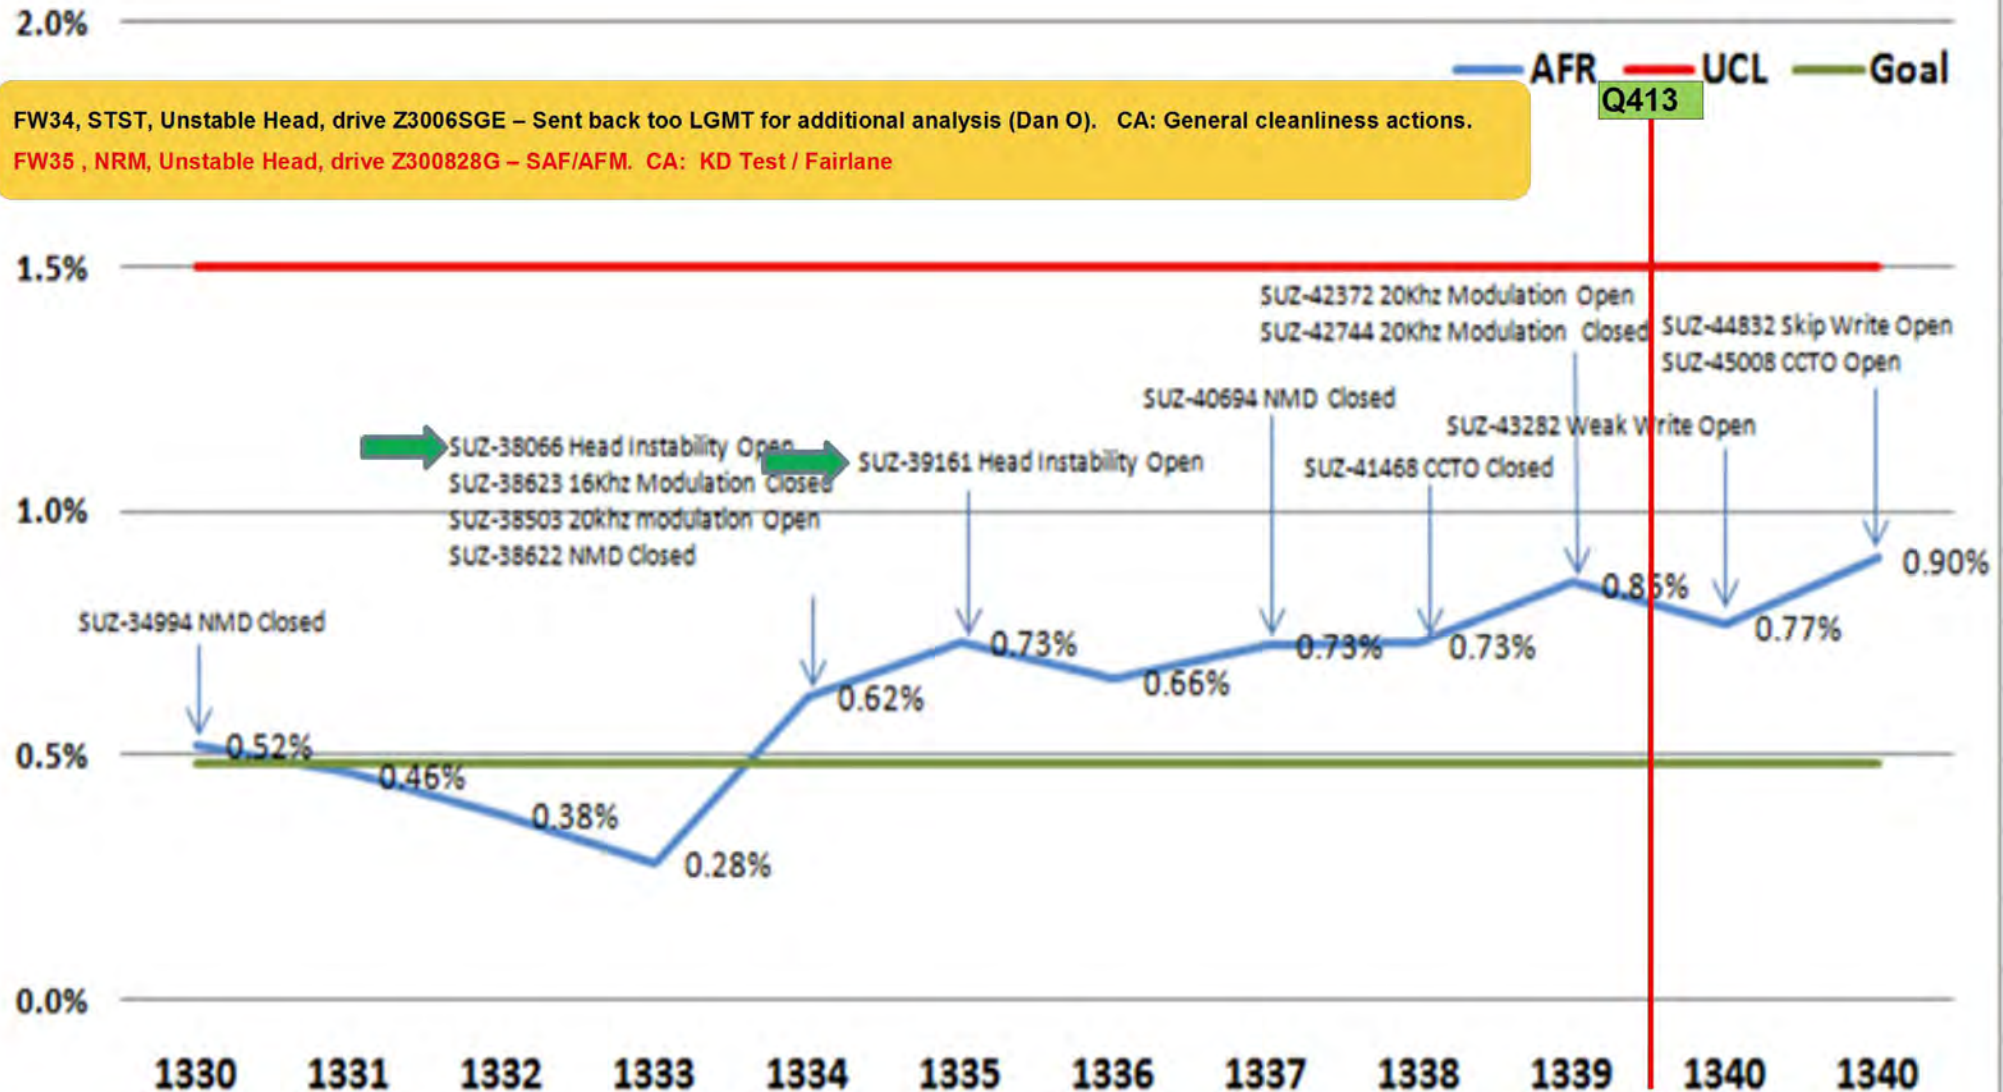 2.0%
AFR UCL Goal
Q413
FW34, STST, Unstable Head, drive Z3006SGE – Sent back too LGMT for additional analysis (Dan O). CA: General cleanliness actions.
FW35 , NRM, Unstable Head, drive Z300828G – SAF/AFM. CA: KD Test / Fairlane
1.5%
SUZ-42372 20Khz Modulation Open
SUZ-42744 20Khz Modulation Closed
SUZ-44832 Skip Write Open
SUZ-45008 CCTO Open
SUZ-40694 NMD Closed
SUZ-43282 Weak Write Open
SUZ-38066 Head Instability Open
SUZ-38623 16Khz Modulation Closed
SUZ-38503 20khz modulation Open
SUZ-38622 NMD Closed
SUZ-39161 Head Instability Open
SUZ-41468 CCTO Closed
1.0%
SUZ-34994 NMD Closed
0.52%
0.46%
0.38%
0.28%
0.62%
0.73%
0.66%
0.73%
0.73%
0.77%
0.90%
0.5%
0.0%
1330 1331 1332 1333 1334 1335 1336 1337 1338 1339 1340 1340